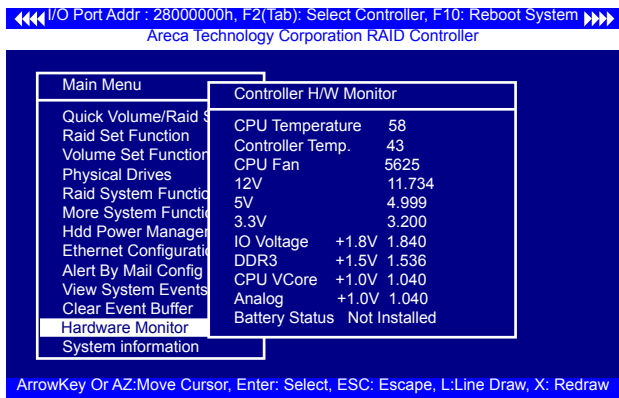 I/O Port Addr : 28000000h, F2(Tab): Select Controller, F10: Reboot System
Areca Technology Corporation RAID Controller
Main Menu
Quick Volume/Raid S
Raid Set Function
Volume Set Function
Physical Drives
Raid System Functio
More System Functi
Hdd Power Manager
Ethernet Configurati
Alert By Mail Config
View System Events
Clear Event Buffer
Hardware Monitor
System information
Controller H/W Monitor
CPU Temperature 58
Controller Temp. 43
CPU Fan 5625
12V 11.734
5V 4.999
3.3V 3.200
IO Voltage +1.8V 1.840
DDR3 +1.5V 1.536
CPU VCore +1.0V 1.040
Analog +1.0V 1.040
Battery Status Not Installed
ArrowKey Or AZ:Move Cursor, Enter: Select, ESC: Escape, L:Line Draw, X: Redraw